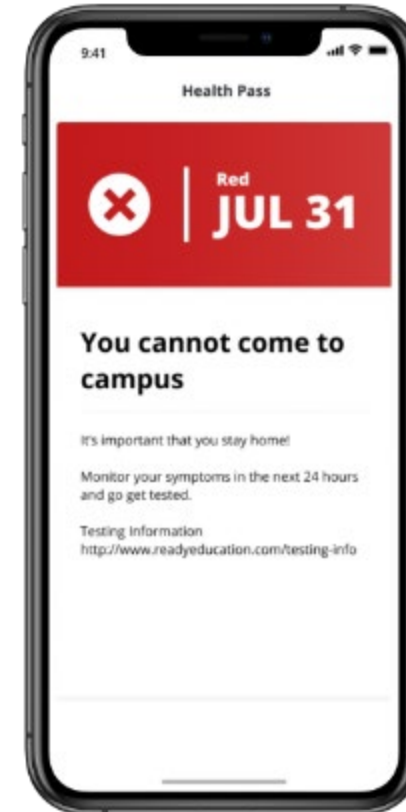 9:41
Health Pass
Red
JUL 31
You cannot come to
campus
It's important that you stay home!
Monitor your symptoms in the next 24 hours
and go get tested.
Testing Information
http://www.readyeducation.com/testing-info